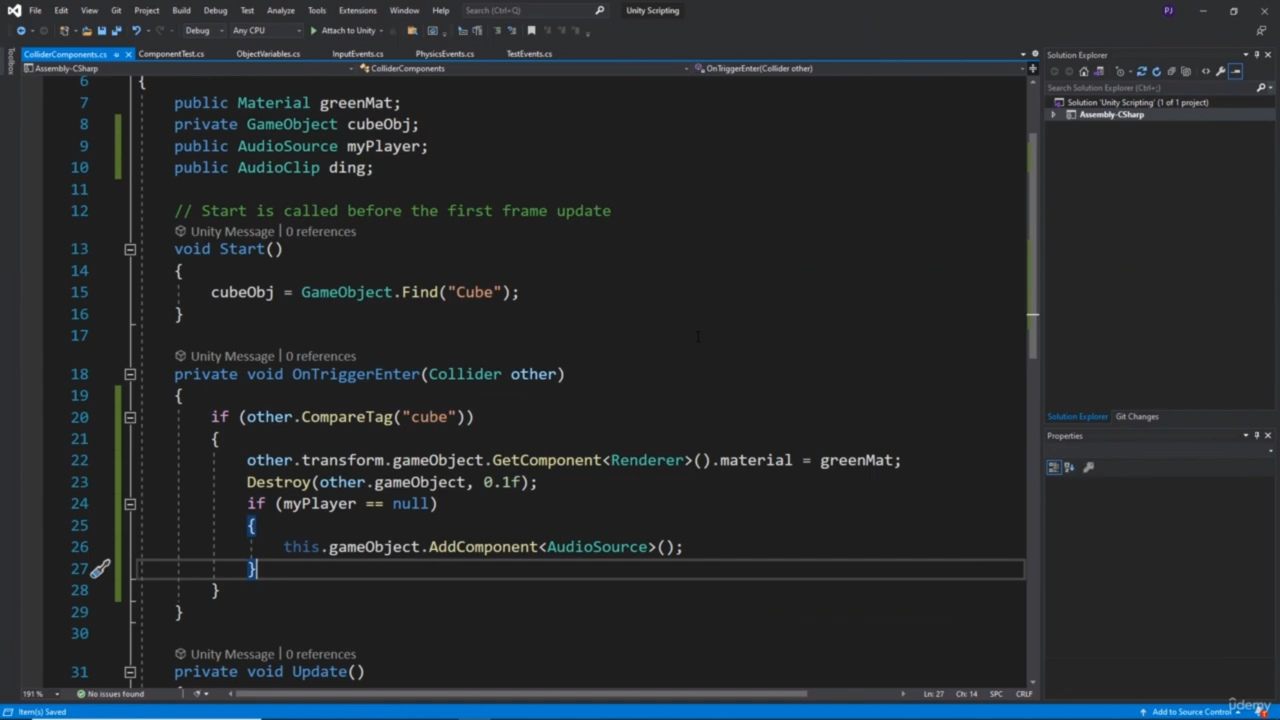 File Edit View Git Project Build Debug Test Analyze Tools Extensions Window Help Search (Ctrl+Q) Unity Scripting PJ
Debug Any CPU Attach to Unity
ColliderComponents.cs ComponentTest.cs ObjectVariables.cs InputEvents.cs PhysicsEvents.cs TestEvents.cs
Assembly-CSharp ColliderComponents OnTriggerEnter(Collider other)
Toolbox
6 {
7 public Material greenMat;
8 private GameObject cubeObj;
9 public AudioSource myPlayer;
10 public AudioClip ding;
11
12 // Start is called before the first frame update
Unity Message | 0 references
13 void Start()
14 {
15 cubeObj = GameObject.Find("Cube");
16 }
17
Unity Message | 0 references
18 private void OnTriggerEnter(Collider other)
19 {
20 if (other.CompareTag("cube"))
21 {
22 other.transform.gameObject.GetComponent<Renderer>().material = greenMat;
23 Destroy(other.gameObject, 0.1f);
24 if (myPlayer == null)
25 {
26 this.gameObject.AddComponent<AudioSource>();
27 }
28 }
29 }
30
Unity Message | 0 references
31 private void Update()
191 % No issues found Ln: 27 Ch: 14 SPC CRLF
Solution Explorer
Search Solution Explorer (Ctrl+;)
Solution 'Unity Scripting' (1 of 1 project)
Assembly-CSharp
Solution Explorer Git Changes
Properties
Item(s) Saved Add to Source Control
ûdemy